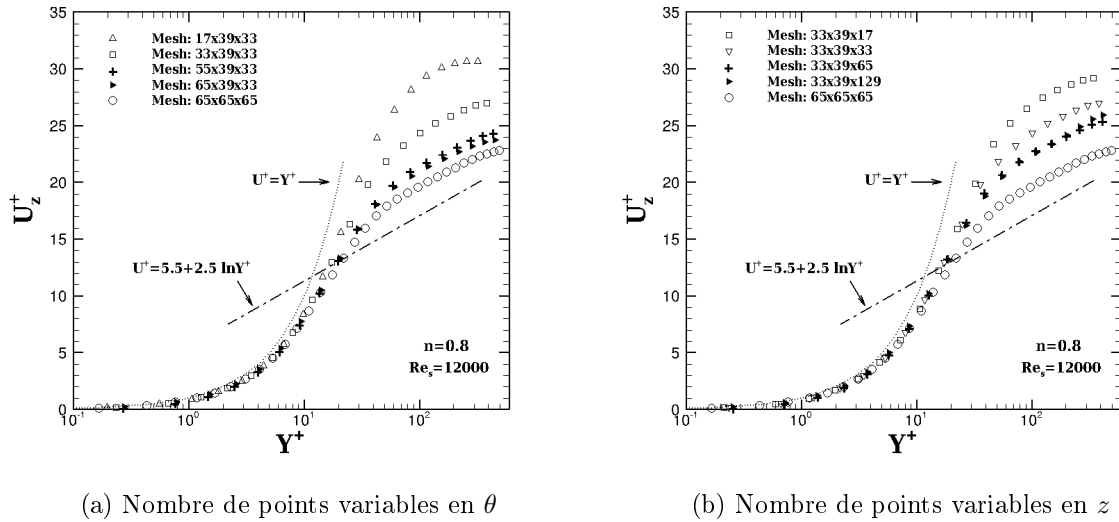 Mesh: 17x39x33
Mesh: 33x39x33
Mesh: 55x39x33
Mesh: 65x39x33
Mesh: 65x65x65
U⁺=Y⁺
U⁺=5.5+2.5 lnY⁺
n=0.8
Reₛ=12000
U_z⁺
35
30
25
20
15
10
5
0
10⁻¹
10⁰
10¹
10²
Y⁺
(a) Nombre de points variables en θ
Mesh: 33x39x17
Mesh: 33x39x33
Mesh: 33x39x65
Mesh: 33x39x129
Mesh: 65x65x65
U⁺=Y⁺
U⁺=5.5+2.5 lnY⁺
n=0.8
Reₛ=12000
U_z⁺
35
30
25
20
15
10
5
0
10⁻¹
10⁰
10¹
10²
Y⁺
(b) Nombre de points variables en z